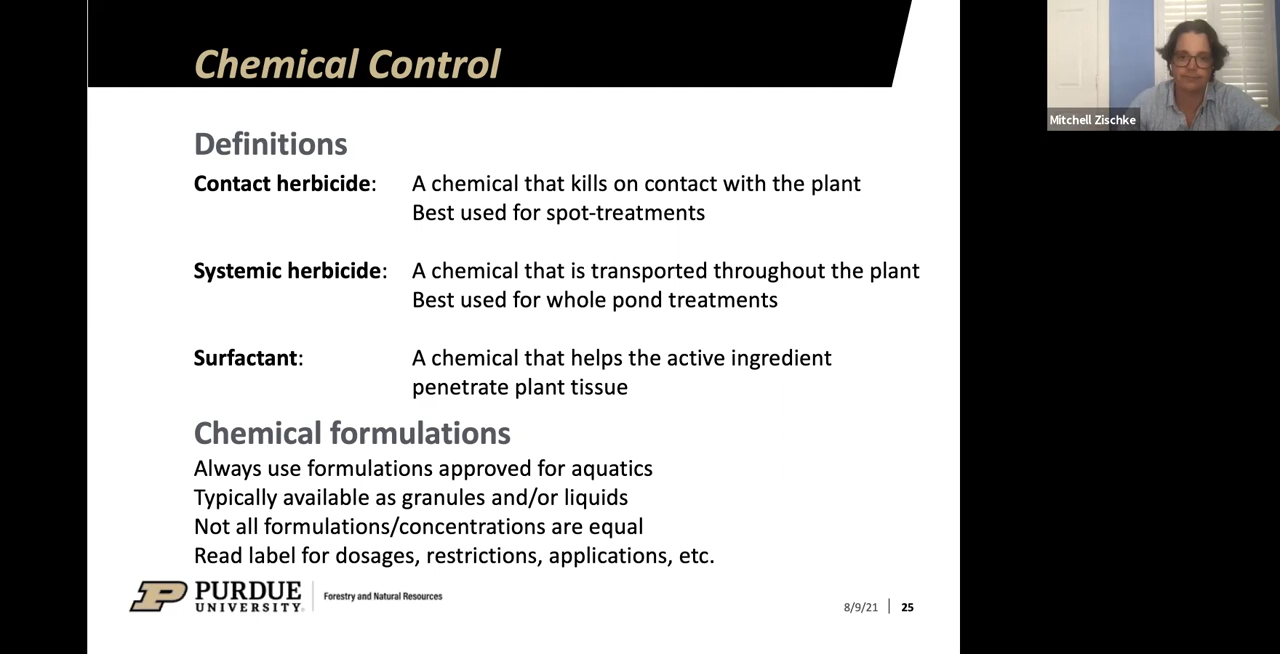 Chemical Control
Mitchell Zischke
Definitions
Contact herbicide: A chemical that kills on contact with the plant
Best used for spot-treatments
Systemic herbicide: A chemical that is transported throughout the plant
Best used for whole pond treatments
Surfactant: A chemical that helps the active ingredient
penetrate plant tissue
Chemical formulations
Always use formulations approved for aquatics
Typically available as granules and/or liquids
Not all formulations/concentrations are equal
Read label for dosages, restrictions, applications, etc.
P PURDUE
UNIVERSITY
Forestry and Natural Resources
8/9/21 | 25